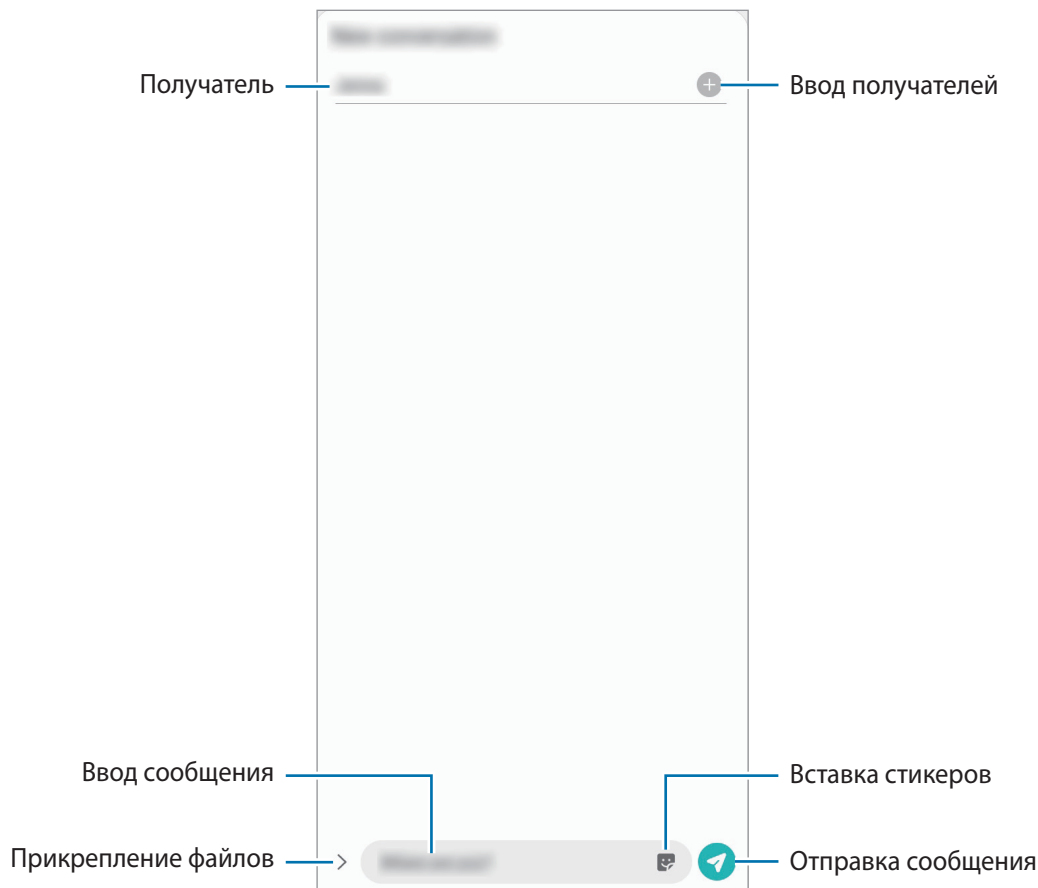 Получатель
Ввод получателей
Ввод сообщения
Вставка стикеров
Прикрепление файлов
Отправка сообщения